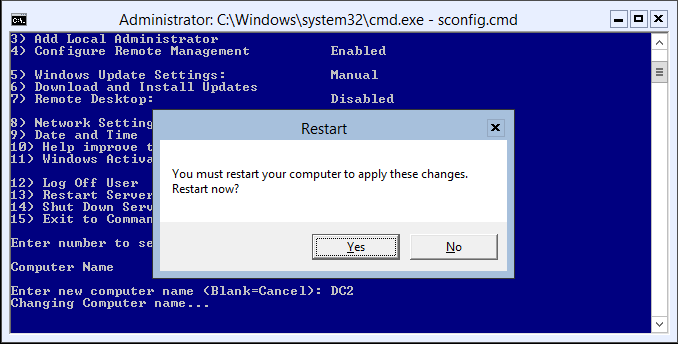 Administrator: C:\Windows\system32\cmd.exe - sconfig.cmd
3) Add Local Administrator
4) Configure Remote Management Enabled
5) Windows Update Settings: Manual
6) Download and Install Updates
7) Remote Desktop: Disabled
8) Network Setting
9) Date and Time
10) Help improve t
11) Windows Activa
12) Log Off User
13) Restart Server
14) Shut Down Serv
15) Exit to Comman
Enter number to se
Computer Name
Enter new computer name (Blank=Cancel): DC2
Changing Computer name...
Restart
You must restart your computer to apply these changes.
Restart now?
Yes No